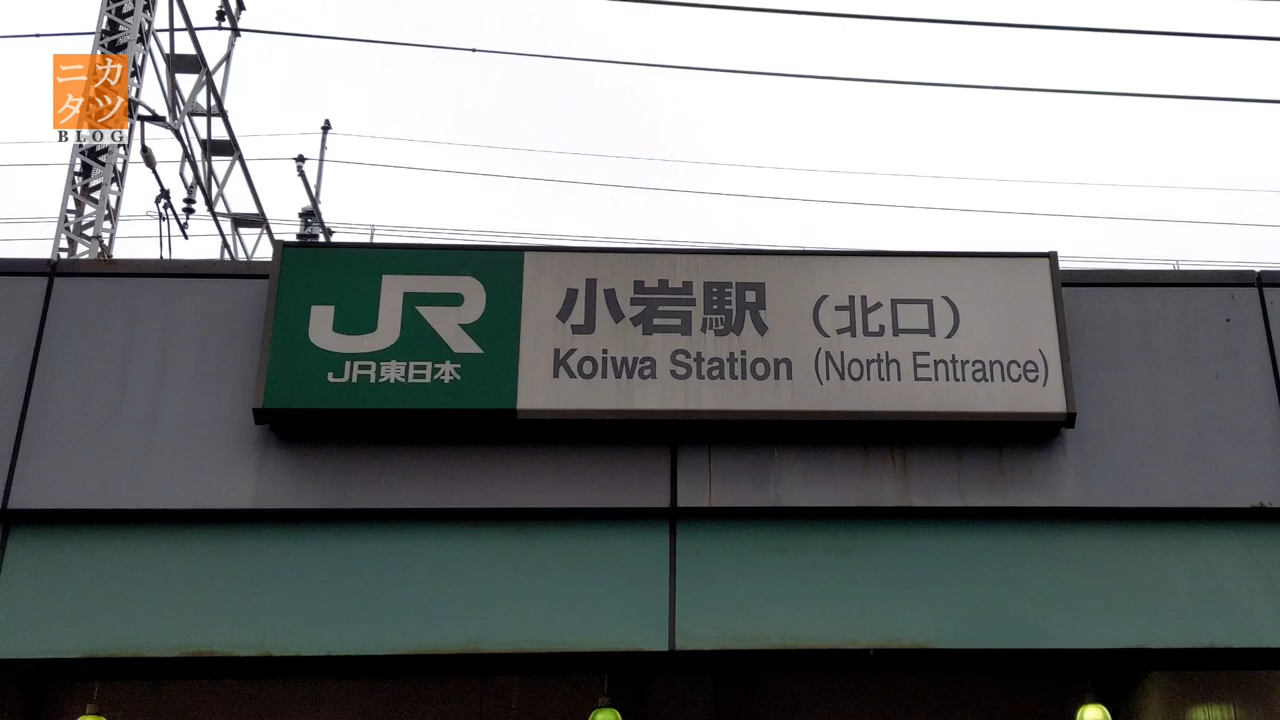 ニカ
タツ
BLOG
JR
JR東日本
小岩駅 （北口）
Koiwa Station (North Entrance)